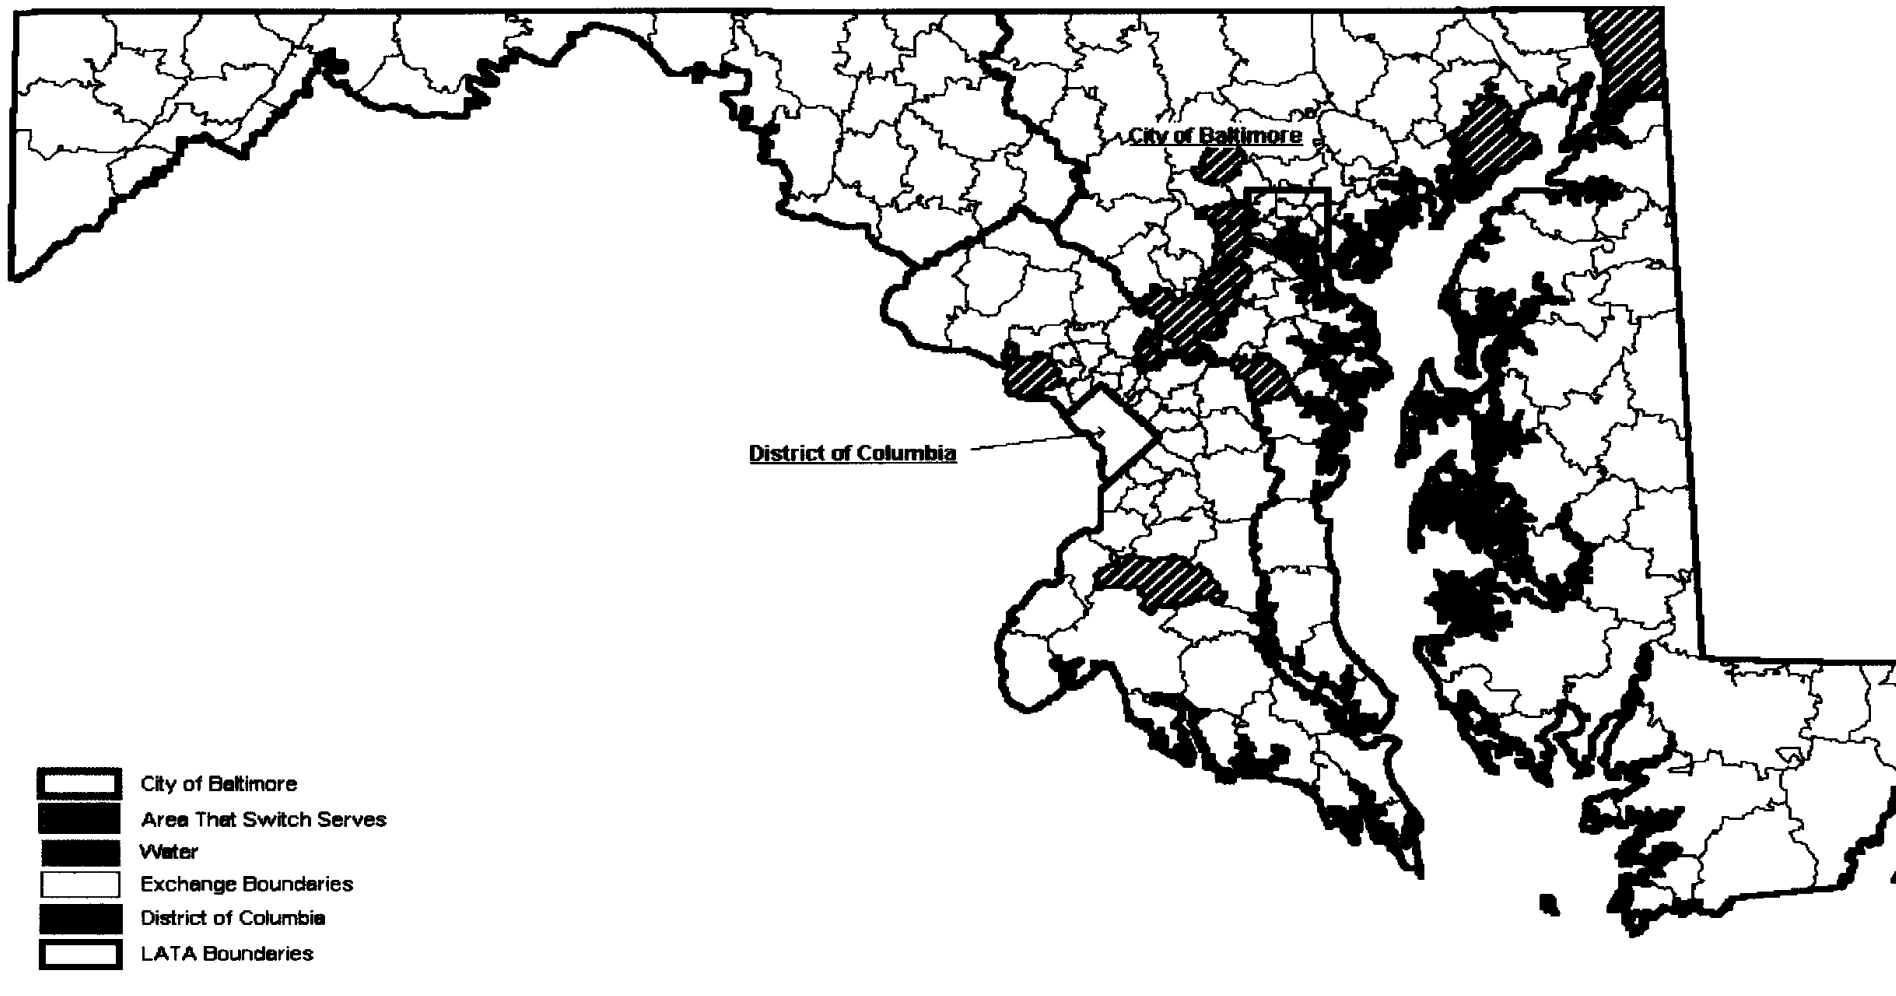 City of Baltimore
District of Columbia
City of Baltimore
Area That Switch Serves
Water
Exchange Boundaries
District of Columbia
LATA Boundaries